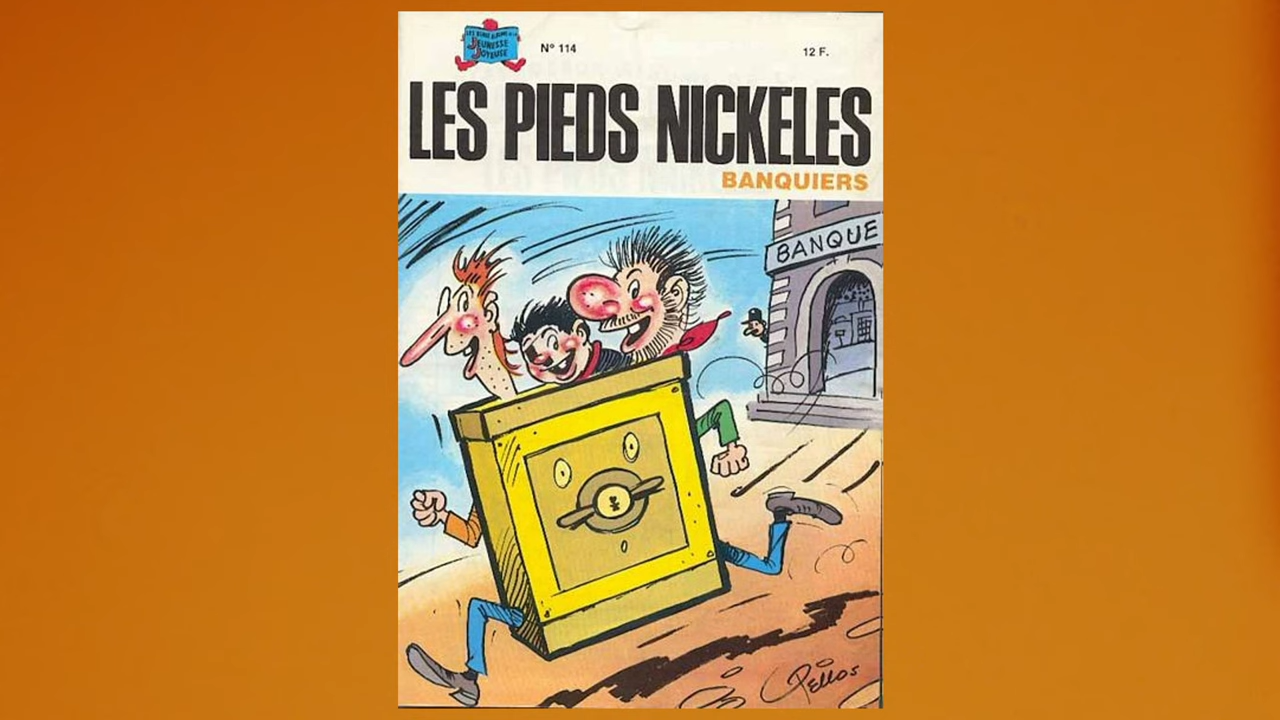 LES BEAUX ALBUMS DE LA
JEUNESSE
JOYEUSE
N° 114
12 F.
LES PIEDS NICKELES
BANQUIERS
BANQUE
Pellos